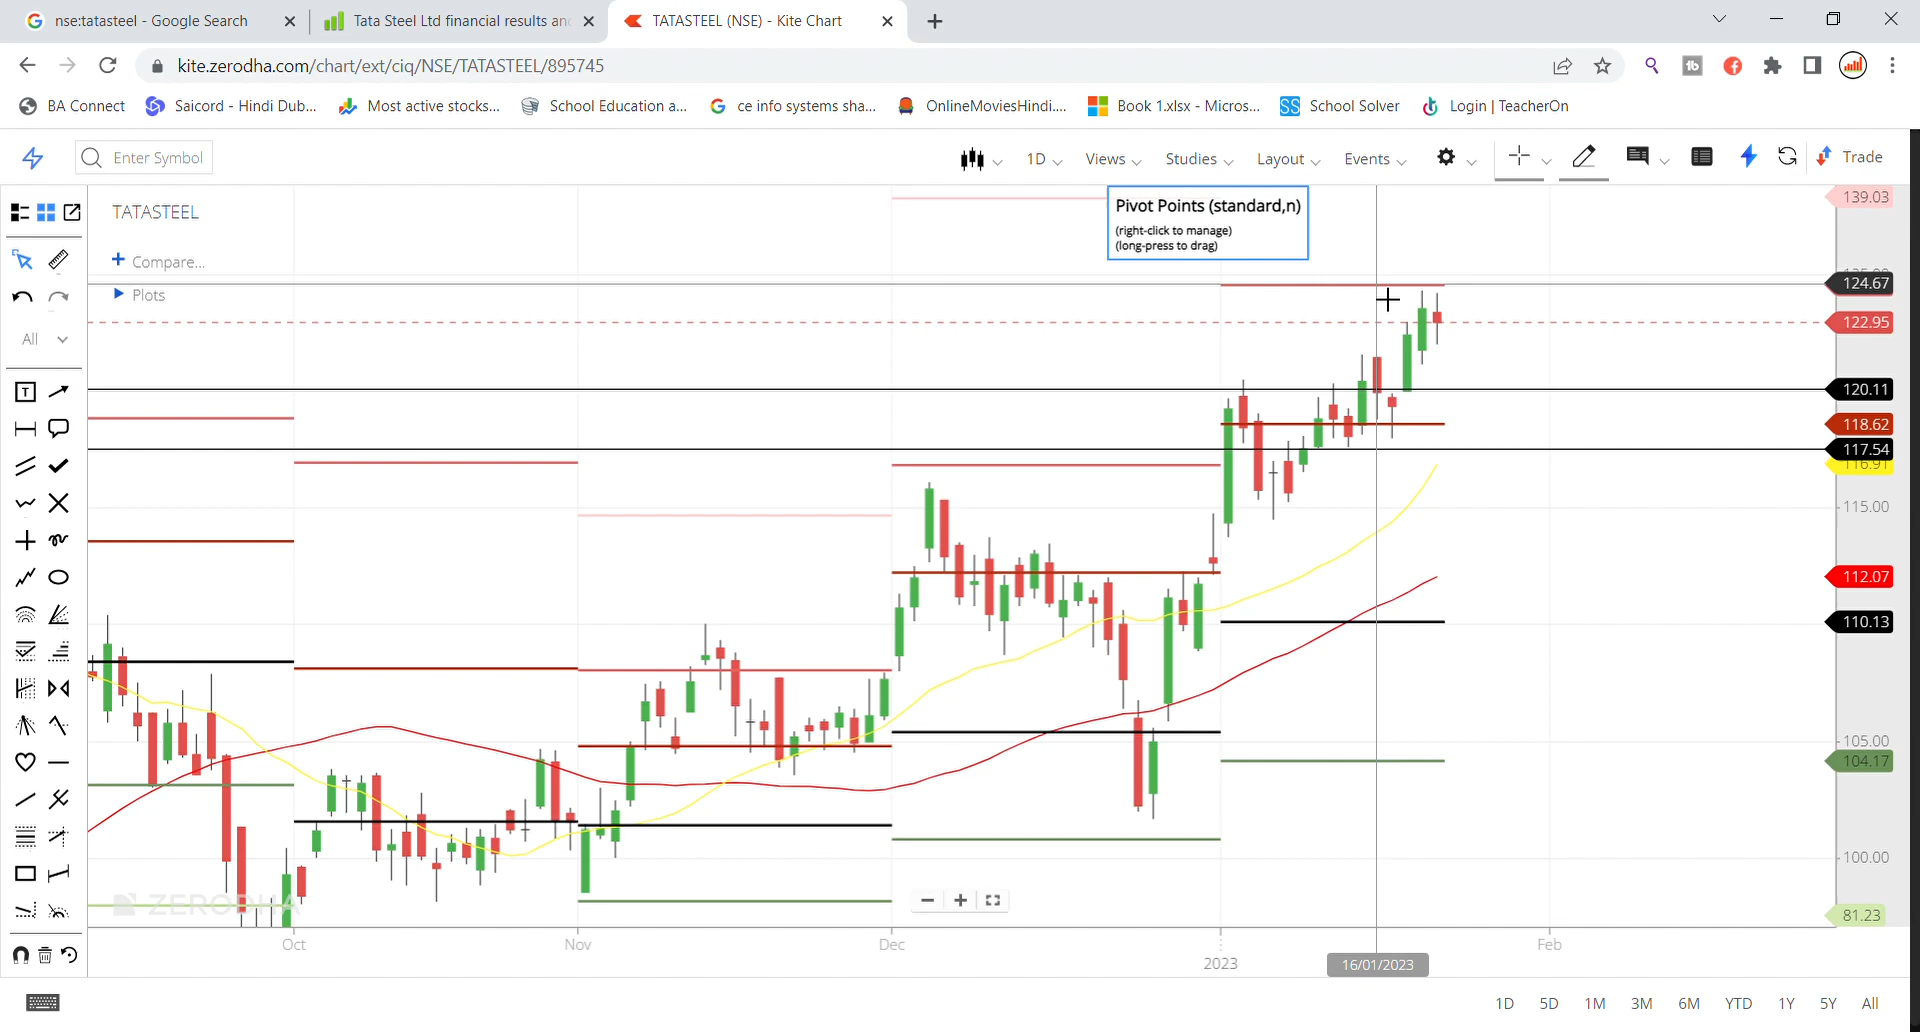 nse:tatasteel - Google Search
Tata Steel Ltd financial results an
TATASTEEL (NSE) - Kite Chart
kite.zerodha.com/chart/ext/ciq/NSE/TATASTEEL/895745
BA Connect
Saicord - Hindi Dub...
Most active stocks...
School Education a...
ce info systems sha...
OnlineMoviesHindi....
Book 1.xlsx - Micros...
SS School Solver
Login | TeacherOn
Enter Symbol
1D
Views
Studies
Layout
Events
Trade
TATASTEEL
Compare...
Plots
All
T
Pivot Points (standard,n)
(right-click to manage)
(long-press to drag)
139.03
124.67
122.95
120.11
118.62
117.54
116.91
115.00
112.07
110.13
105.00
104.17
100.00
81.23
ZERODHA
Oct
Nov
Dec
2023
Feb
16/01/2023
1D
5D
1M
3M
6M
YTD
1Y
5Y
All